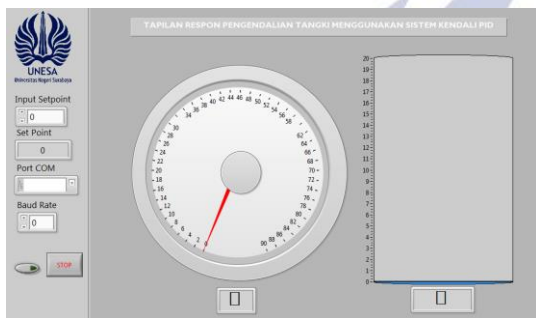 TAPILAN RESPON PENGENDALIAN TANGKI MENGGUNAKAN SISTEM KENDALI PID
UNESA
Universitas Negeri Surabaya
Input Setpoint
0
Set Point
0
Port COM
Baud Rate
0
STOP
0 2 4 6 8 10 12 14 16 18 20 22 24 26 28 30 34 36 38 40 42 44 46 48 50 52 54 56 58 62 64 66 68 70 72 74 76 78 80 82 84 86 88 90
20
19
18
17
16
15
14
13
12
11
10
9
8
7
6
5
4
3
2
1
0